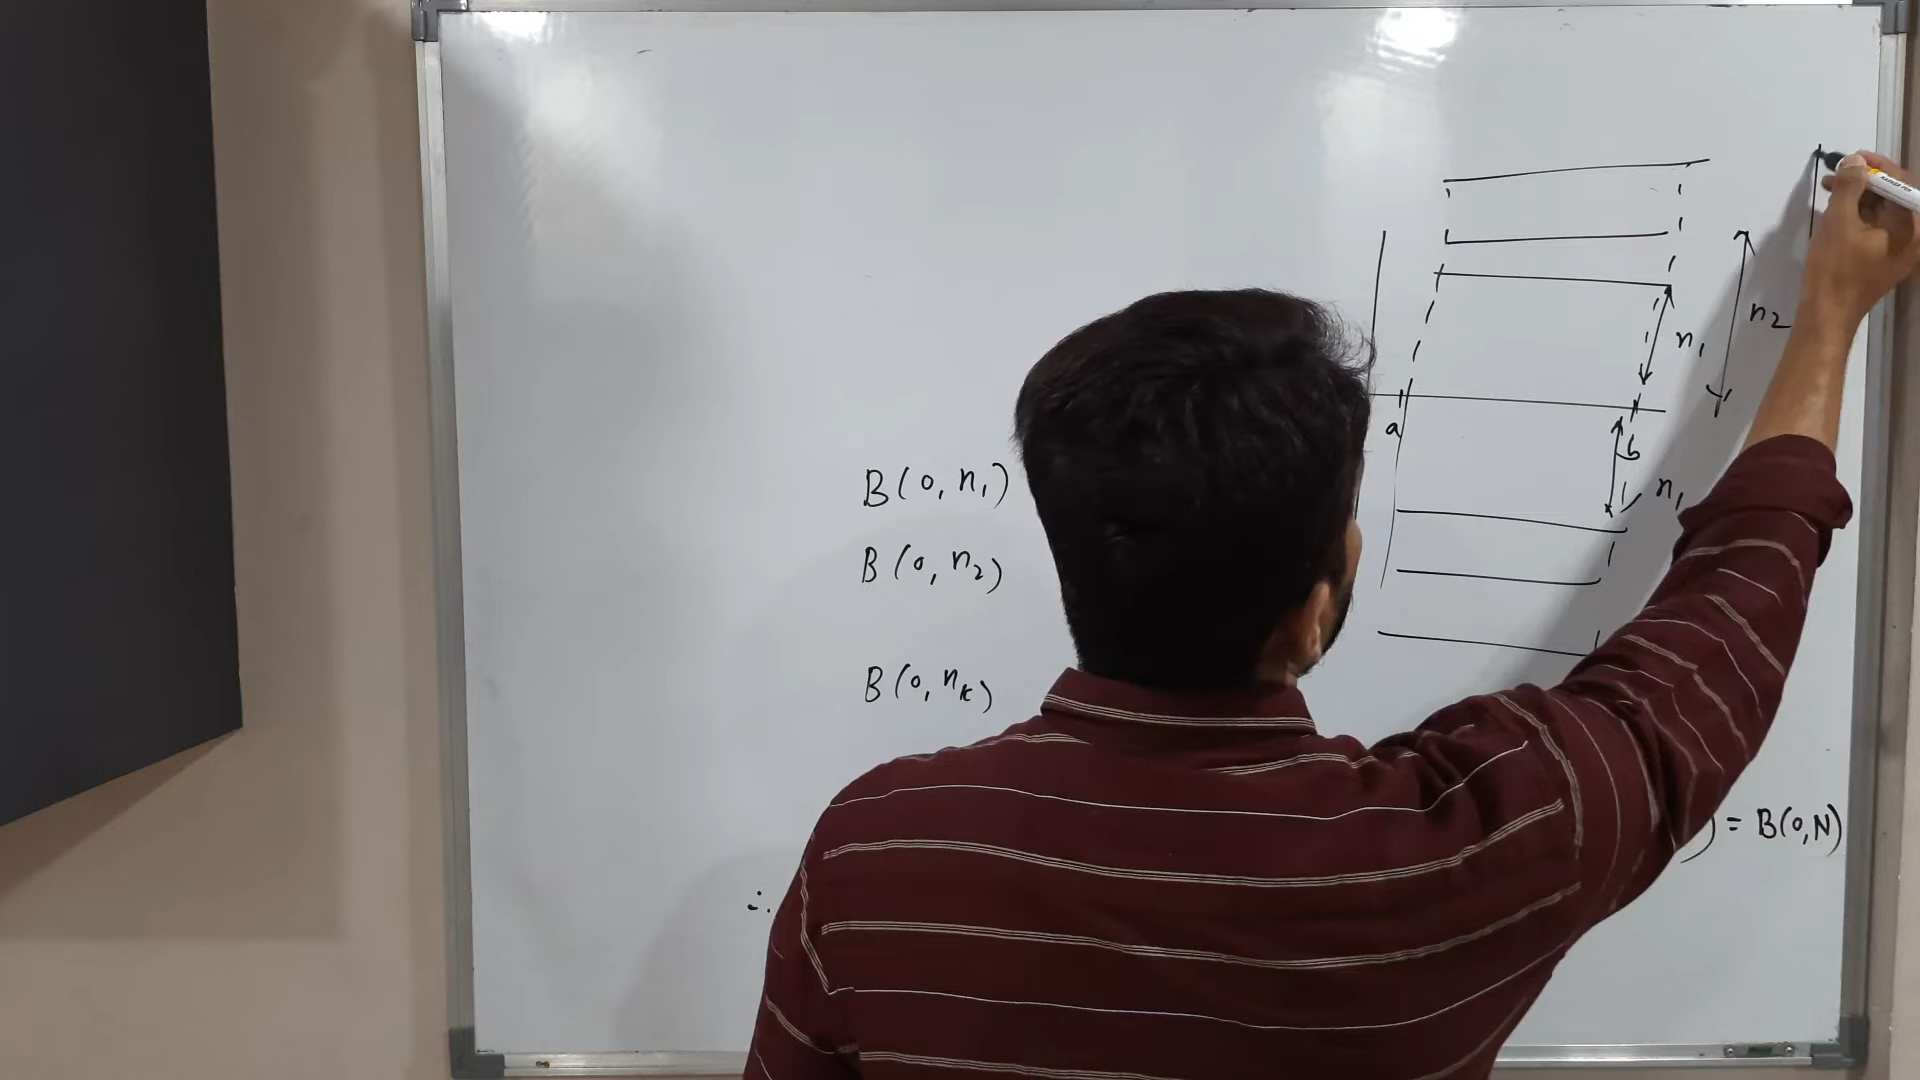 n₂
n₁
a
b
B(0, n₁)
n₁
B(0, n₂)
B(0, nₖ)
) = B(0,N)
∴